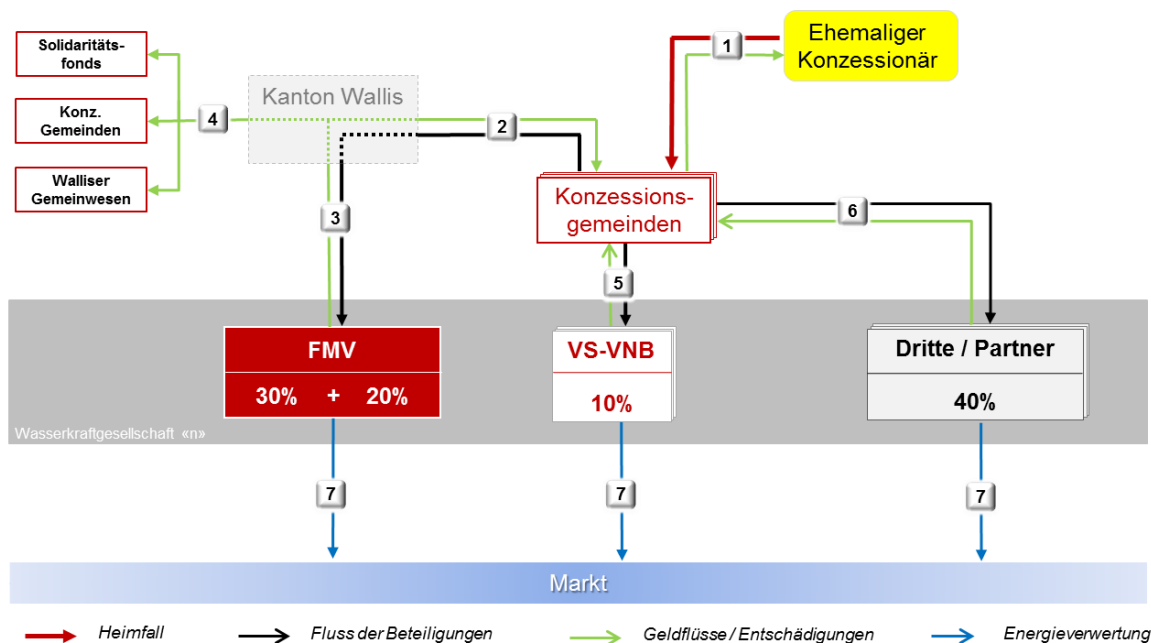 Solidaritäts-
fonds
Konz.
Gemeinden
Walliser
Gemeinwesen
4
Kanton Wallis
2
1
Ehemaliger
Konzessionär
Konzessions-
gemeinden
3
5
6
FMV
30% + 20%
VS-VNB
10%
Dritte / Partner
40%
Wasserkraftgesellschaft «n»
7
7
7
Markt
Heimfall
Fluss der Beteiligungen
Geldflüsse / Entschädigungen
Energieverwertung